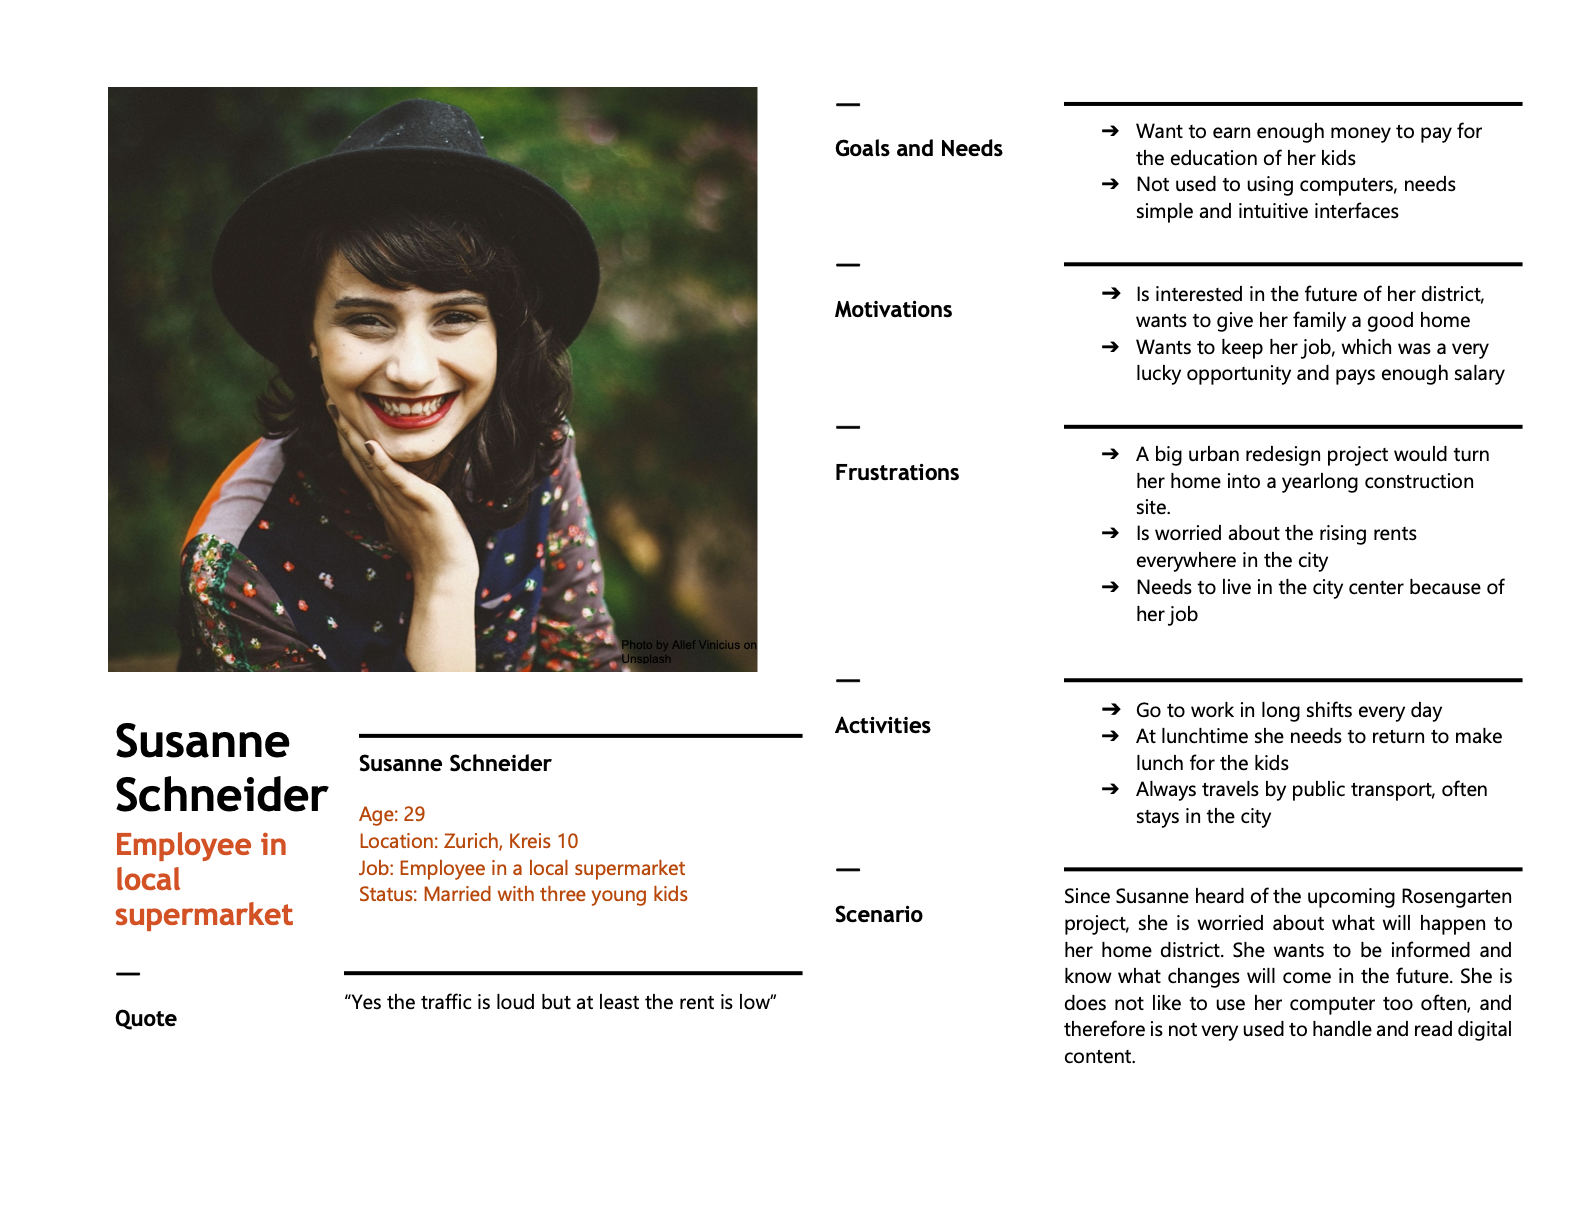 Photo by Allef Vinicius on
Unsplash
Susanne
Schneider
Employee in
local
supermarket
Susanne Schneider
Age: 29
Location: Zurich, Kreis 10
Job: Employee in a local supermarket
Status: Married with three young kids
—
Quote
“Yes the traffic is loud but at least the rent is low”
—
Goals and Needs
➔ Want to earn enough money to pay for
the education of her kids
➔ Not used to using computers, needs
simple and intuitive interfaces
—
Motivations
➔ Is interested in the future of her district,
wants to give her family a good home
➔ Wants to keep her job, which was a very
lucky opportunity and pays enough salary
—
Frustrations
➔ A big urban redesign project would turn
her home into a yearlong construction
site.
➔ Is worried about the rising rents
everywhere in the city
➔ Needs to live in the city center because of
her job
—
Activities
➔ Go to work in long shifts every day
➔ At lunchtime she needs to return to make
lunch for the kids
➔ Always travels by public transport, often
stays in the city
—
Scenario
Since Susanne heard of the upcoming Rosengarten
project, she is worried about what will happen to
her home district. She wants to be informed and
know what changes will come in the future. She is
does not like to use her computer too often, and
therefore is not very used to handle and read digital
content.